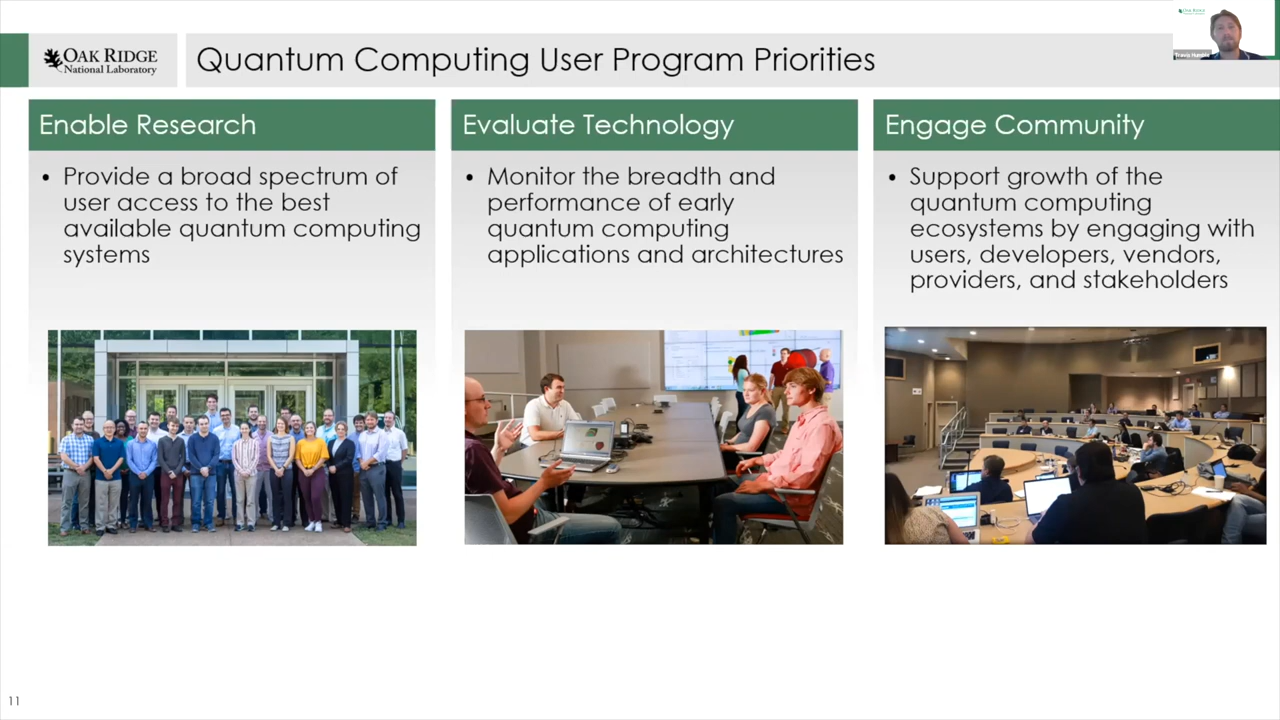 OAK RIDGE
National Laboratory
Quantum Computing User Program Priorities
Travis Humble
Enable Research
• Provide a broad spectrum of
user access to the best
available quantum computing
systems
Evaluate Technology
• Monitor the breadth and
performance of early
quantum computing
applications and architectures
Engage Community
• Support growth of the
quantum computing
ecosystems by engaging with
users, developers, vendors,
providers, and stakeholders
11